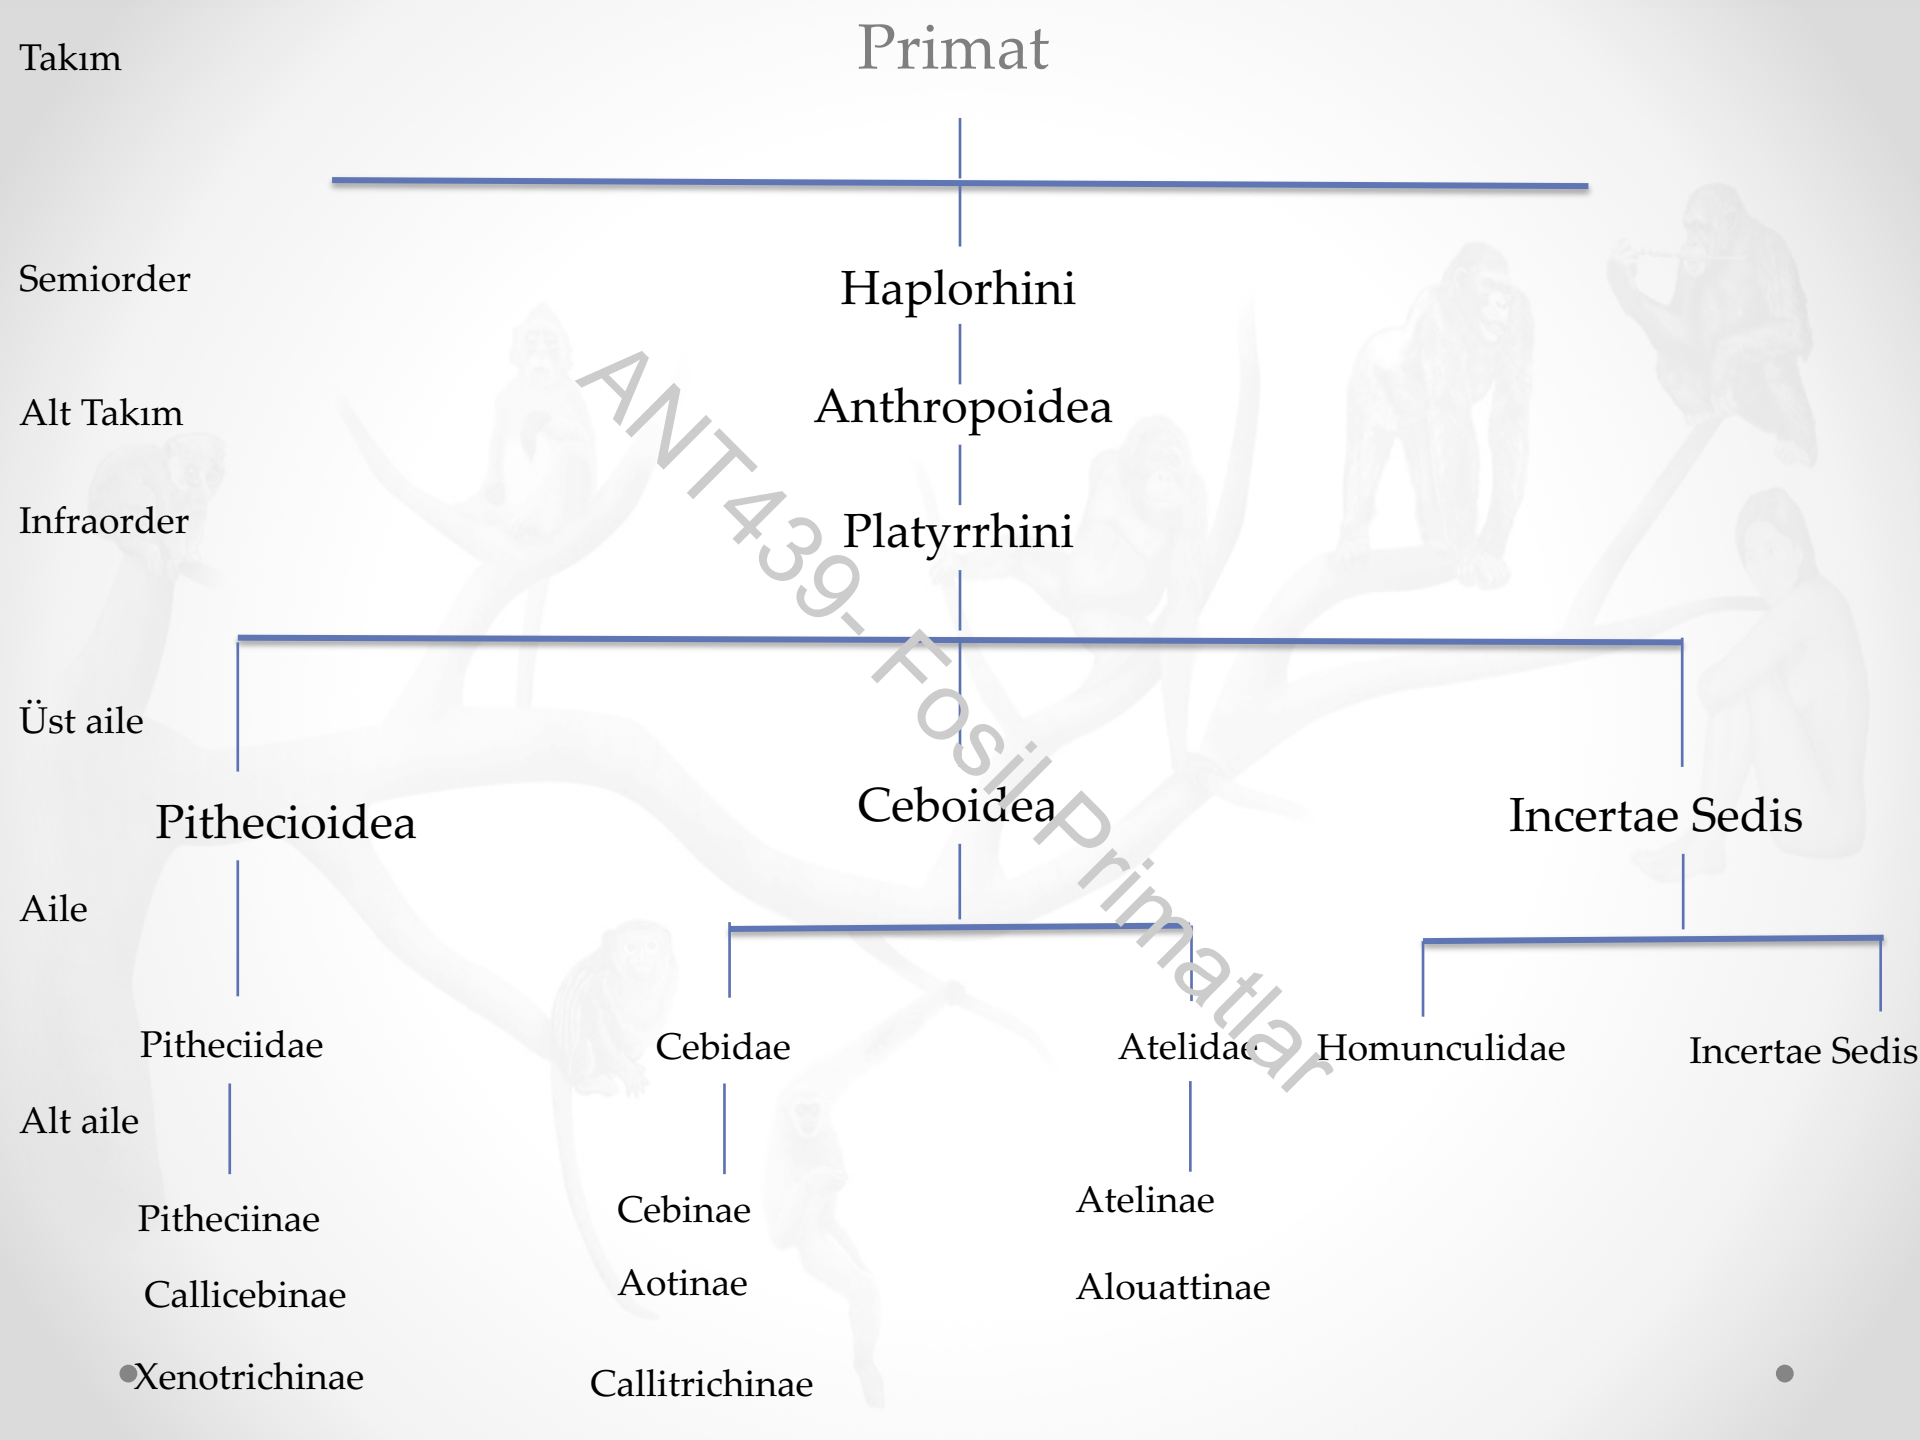 Takım
Primat
Semiorder
Haplorhini
Alt Takım
Anthropoidea
Infraorder
Platyrrhini
ANT439- Fosil Primatlar
Üst aile
Pithecioidea
Ceboidea
Incertae Sedis
Aile
Pitheciidae
Cebidae
Atelidae
Homunculidae
Incertae Sedis
Alt aile
Pitheciinae
Cebinae
Atelinae
Callicebinae
Aotinae
Alouattinae
Xenotrichinae
Callitrichinae